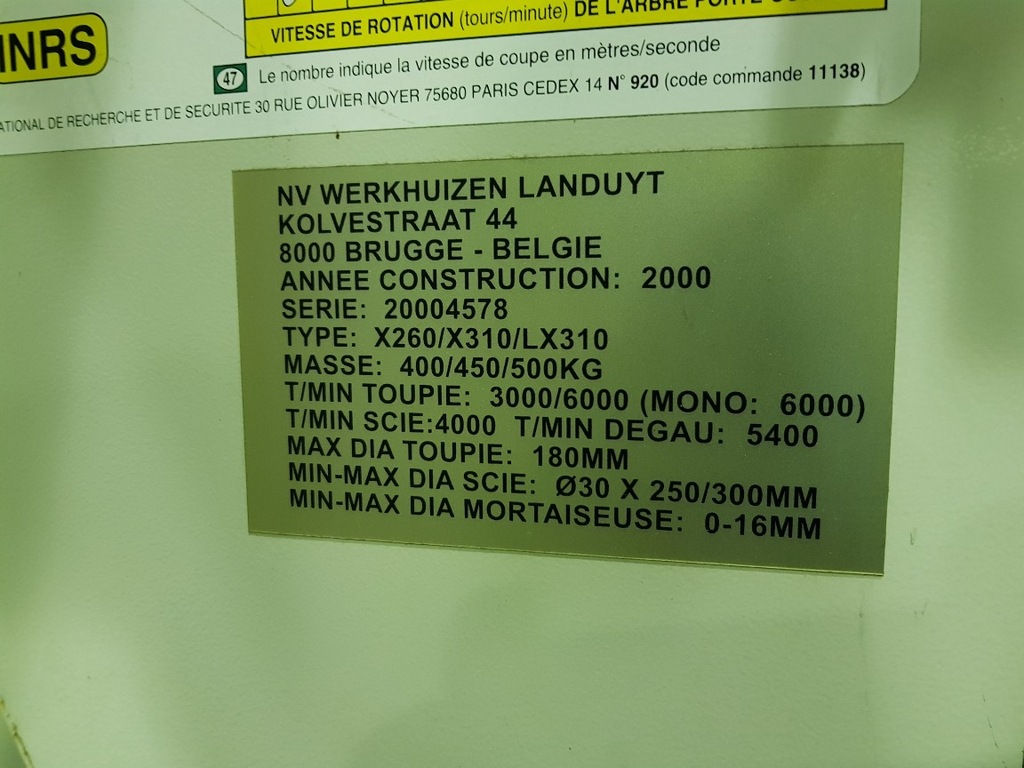 INRS
VITESSE DE ROTATION (tours/minute) DE L'ARBRE
47 Le nombre indique la vitesse de coupe en mètres/seconde
DE RECHERCHE ET DE SECURITE 30 RUE OLIVIER NOYER 75680 PARIS CEDEX 14 N° 920 (code commande 11138)
NV WERKHUIZEN LANDUYT
KOLVESTRAAT 44
8000 BRUGGE - BELGIE
ANNEE CONSTRUCTION: 2000
SERIE: 20004578
TYPE: X260/X310/LX310
MASSE: 400/450/500KG
T/MIN TOUPIE: 3000/6000 (MONO: 6000)
T/MIN SCIE:4000 T/MIN DEGAU: 5400
MAX DIA TOUPIE: 180MM
MIN-MAX DIA SCIE: Ø30 X 250/300MM
MIN-MAX DIA MORTAISEUSE: 0-16MM